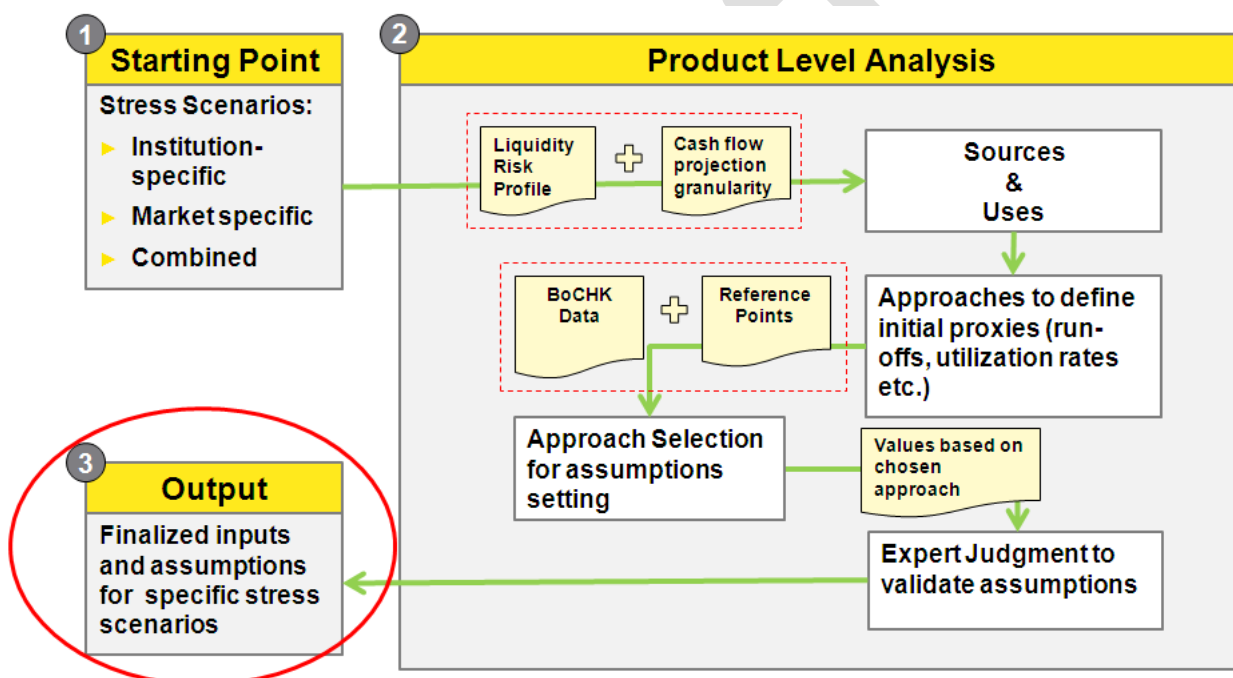 1
Starting Point
Stress Scenarios:
Institution-
specific
Market specific
Combined
2
Product Level Analysis
Liquidity
Risk
Profile
Cash flow
projection
granularity
Sources
&
Uses
BoCHK
Data
Reference
Points
Approaches to define
initial proxies (run-
offs, utilization rates
etc.)
Approach Selection
for assumptions
setting
Values based on
chosen
approach
Expert Judgment to
validate assumptions
3
Output
Finalized inputs
and assumptions
for specific stress
scenarios